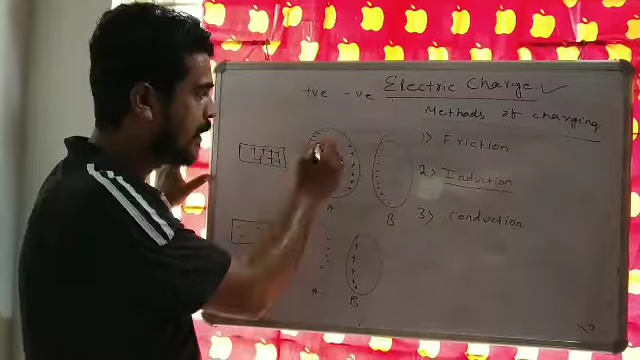 +ve -ve Electric Charge
Methods of charging
1) Friction
2) Induction
3) conduction.
A
B
A
B